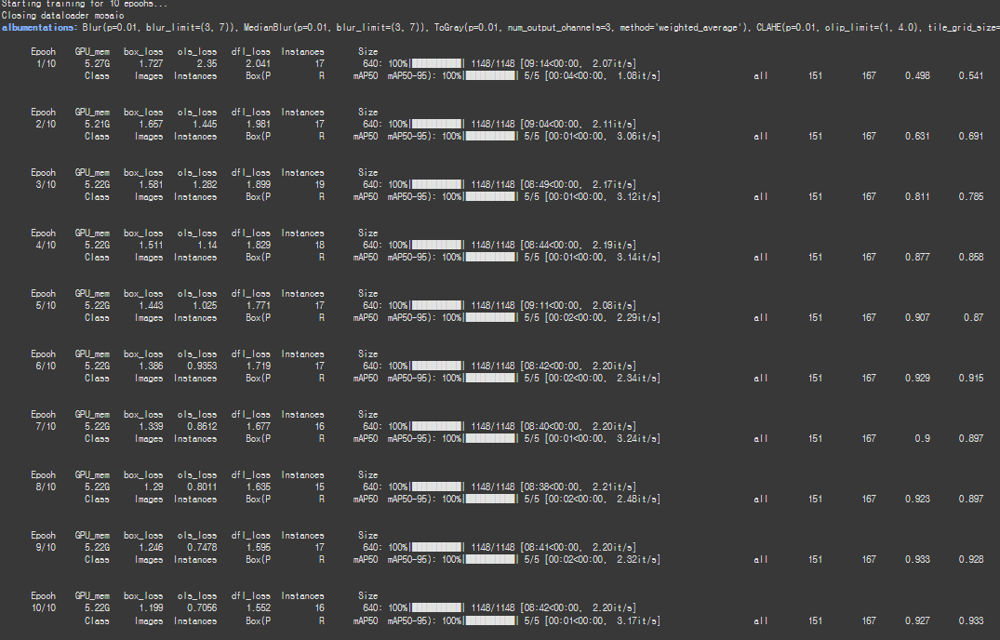 Starting training for 10 epochs...
Closing dataloader mosaic
albumentations: Blur(p=0.01, blur_limit=(3, 7)), MedianBlur(p=0.01, blur_limit=(3, 7)), ToGray(p=0.01, num_output_channels=3, method='weighted_average'), CLAHE(p=0.01, clip_limit=(1, 4.0), tile_grid_size=
Epoch GPU_mem box_loss cls_loss dfl_loss Instances Size
1/10 5.27G 1.727 2.35 2.041 17 640: 100%|██████████| 1148/1148 [09:14<00:00, 2.07it/s]
Class Images Instances Box(P R mAP50 mAP50-95): 100%|██████████| 5/5 [00:04<00:00, 1.08it/s] all 151 167 0.498 0.541
Epoch GPU_mem box_loss cls_loss dfl_loss Instances Size
2/10 5.21G 1.657 1.445 1.981 17 640: 100%|██████████| 1148/1148 [09:04<00:00, 2.11it/s]
Class Images Instances Box(P R mAP50 mAP50-95): 100%|██████████| 5/5 [00:01<00:00, 3.06it/s] all 151 167 0.631 0.691
Epoch GPU_mem box_loss cls_loss dfl_loss Instances Size
3/10 5.22G 1.581 1.282 1.899 19 640: 100%|██████████| 1148/1148 [08:49<00:00, 2.17it/s]
Class Images Instances Box(P R mAP50 mAP50-95): 100%|██████████| 5/5 [00:01<00:00, 3.12it/s] all 151 167 0.811 0.785
Epoch GPU_mem box_loss cls_loss dfl_loss Instances Size
4/10 5.22G 1.511 1.14 1.829 18 640: 100%|██████████| 1148/1148 [08:44<00:00, 2.19it/s]
Class Images Instances Box(P R mAP50 mAP50-95): 100%|██████████| 5/5 [00:01<00:00, 3.14it/s] all 151 167 0.877 0.858
Epoch GPU_mem box_loss cls_loss dfl_loss Instances Size
5/10 5.22G 1.443 1.025 1.771 17 640: 100%|██████████| 1148/1148 [09:11<00:00, 2.08it/s]
Class Images Instances Box(P R mAP50 mAP50-95): 100%|██████████| 5/5 [00:02<00:00, 2.29it/s] all 151 167 0.907 0.87
Epoch GPU_mem box_loss cls_loss dfl_loss Instances Size
6/10 5.22G 1.386 0.9353 1.719 17 640: 100%|██████████| 1148/1148 [08:42<00:00, 2.20it/s]
Class Images Instances Box(P R mAP50 mAP50-95): 100%|██████████| 5/5 [00:02<00:00, 2.34it/s] all 151 167 0.929 0.915
Epoch GPU_mem box_loss cls_loss dfl_loss Instances Size
7/10 5.22G 1.339 0.8612 1.677 16 640: 100%|██████████| 1148/1148 [08:40<00:00, 2.20it/s]
Class Images Instances Box(P R mAP50 mAP50-95): 100%|██████████| 5/5 [00:01<00:00, 3.24it/s] all 151 167 0.9 0.897
Epoch GPU_mem box_loss cls_loss dfl_loss Instances Size
8/10 5.22G 1.29 0.8011 1.635 15 640: 100%|██████████| 1148/1148 [08:38<00:00, 2.21it/s]
Class Images Instances Box(P R mAP50 mAP50-95): 100%|██████████| 5/5 [00:02<00:00, 2.48it/s] all 151 167 0.923 0.897
Epoch GPU_mem box_loss cls_loss dfl_loss Instances Size
9/10 5.22G 1.246 0.7478 1.595 17 640: 100%|██████████| 1148/1148 [08:41<00:00, 2.20it/s]
Class Images Instances Box(P R mAP50 mAP50-95): 100%|██████████| 5/5 [00:02<00:00, 2.32it/s] all 151 167 0.933 0.928
Epoch GPU_mem box_loss cls_loss dfl_loss Instances Size
10/10 5.22G 1.199 0.7056 1.552 16 640: 100%|██████████| 1148/1148 [08:42<00:00, 2.20it/s]
Class Images Instances Box(P R mAP50 mAP50-95): 100%|██████████| 5/5 [00:01<00:00, 3.17it/s] all 151 167 0.927 0.933